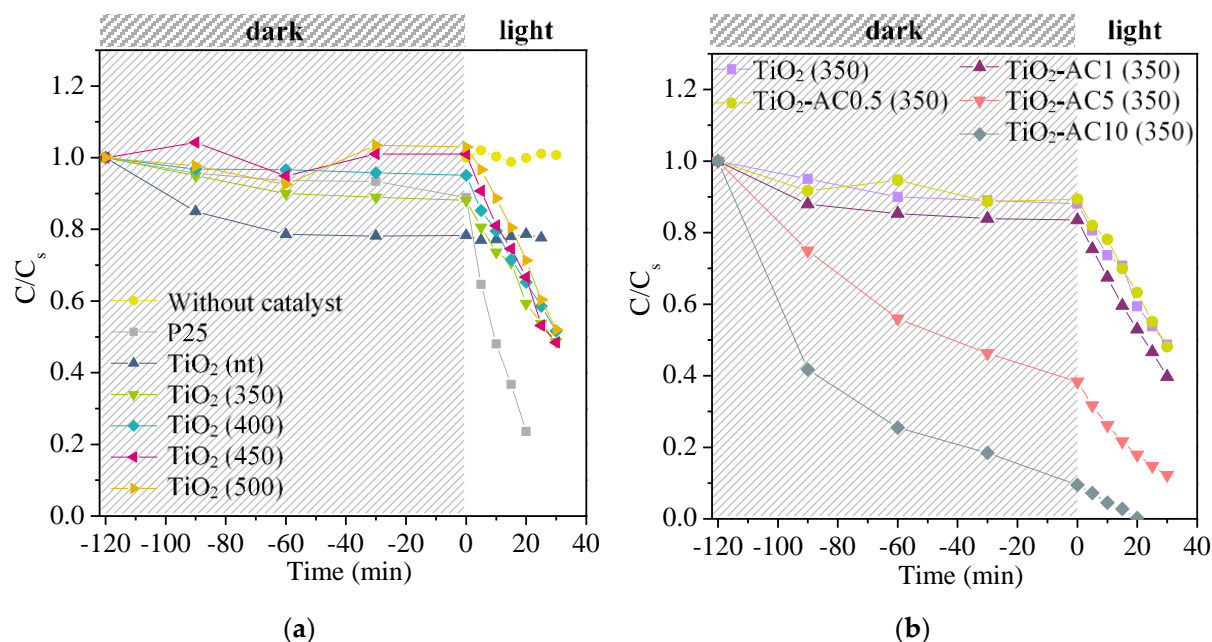 dark light
1.2
1.0
0.8
0.6
0.4
0.2
0.0
C/Cs
Without catalyst
P25
TiO2 (nt)
TiO2 (350)
TiO2 (400)
TiO2 (450)
TiO2 (500)
-120 -100 -80 -60 -40 -20 0 20 40
Time (min)
(a)
dark light
TiO2 (350)
TiO2-AC0.5 (350)
TiO2-AC1 (350)
TiO2-AC5 (350)
TiO2-AC10 (350)
1.2
1.0
0.8
0.6
0.4
0.2
0.0
C/Cs
-120 -100 -80 -60 -40 -20 0 20 40
Time (min)
(b)